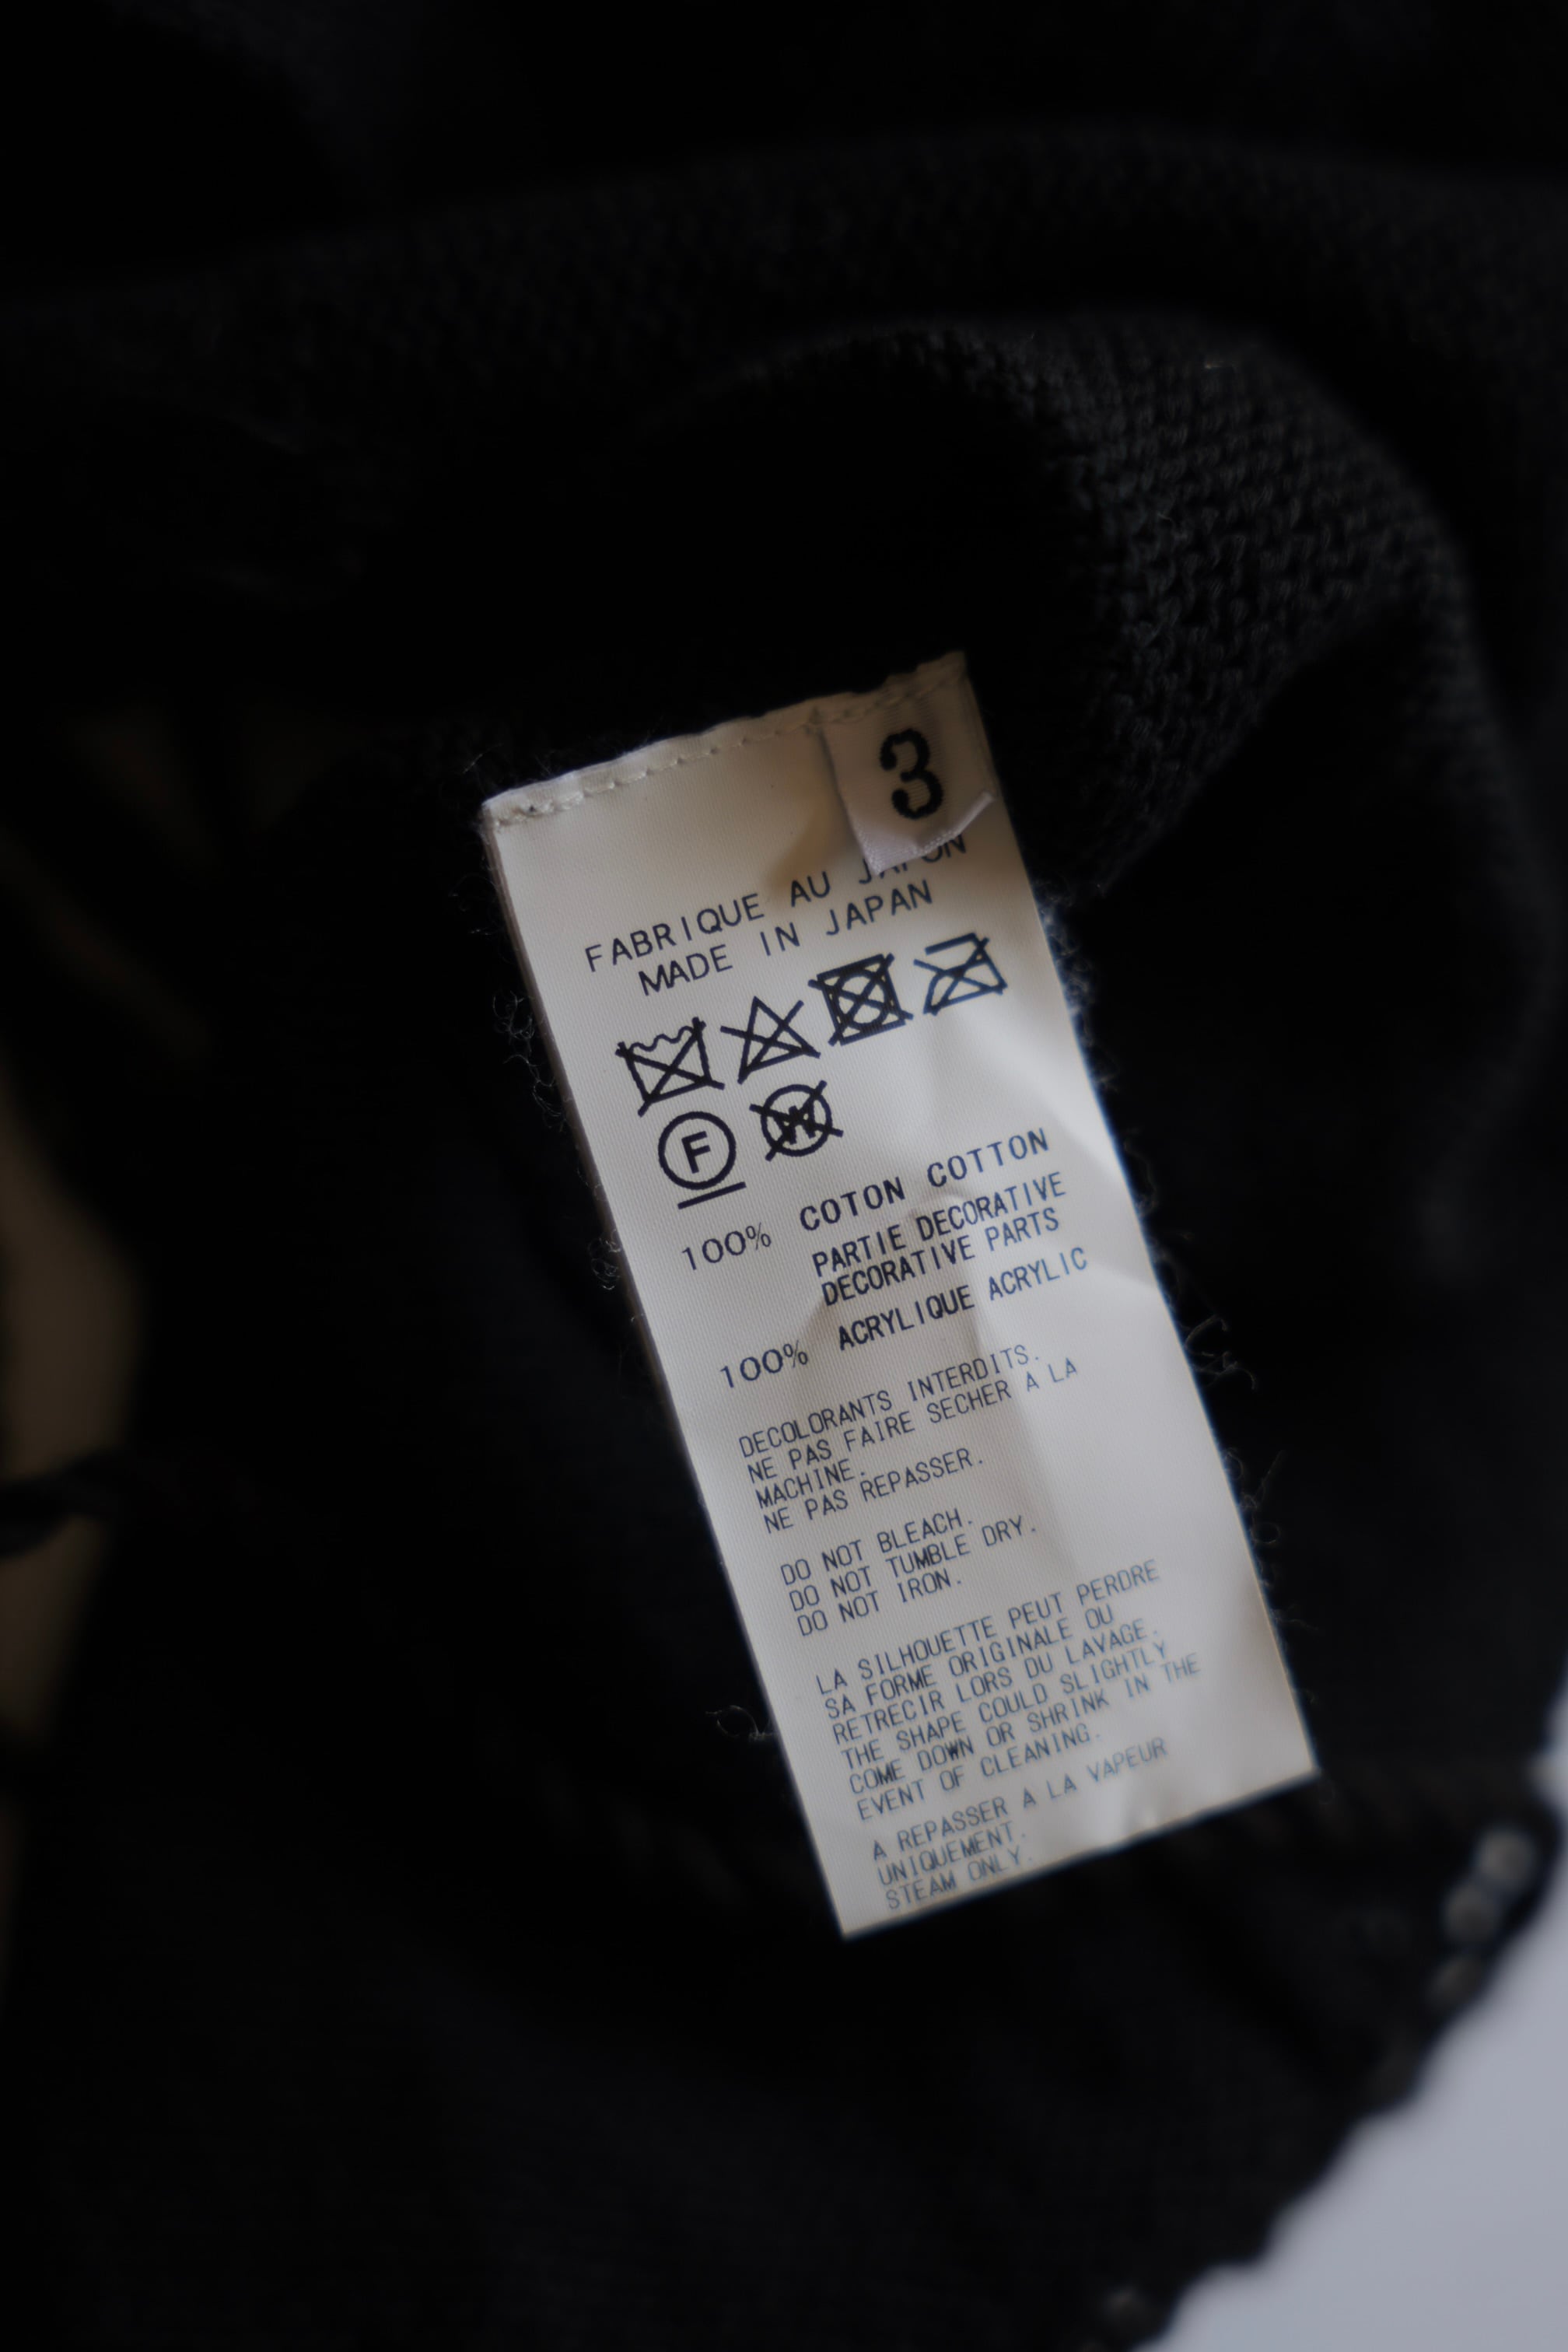 3
FABRIQUE AU JAPON
MADE IN JAPAN
F
W
100% COTON COTTON
PARTIE DECORATIVE
DECORATIVE PARTS
100% ACRYLIQUE ACRYLIC
DECOLORANTS INTERDITS.
NE PAS FAIRE SECHER A LA
MACHINE.
NE PAS REPASSER.
DO NOT BLEACH.
DO NOT TUMBLE DRY.
DO NOT IRON.
LA SILHOUETTE PEUT PERDRE
SA FORME ORIGINALE OU
RETRECIR LORS DU LAVAGE.
THE SHAPE COULD SLIGHTLY
COME DOWN OR SHRINK IN THE
EVENT OF CLEANING.
A REPASSER A LA VAPEUR
UNIQUEMENT.
STEAM ONLY.